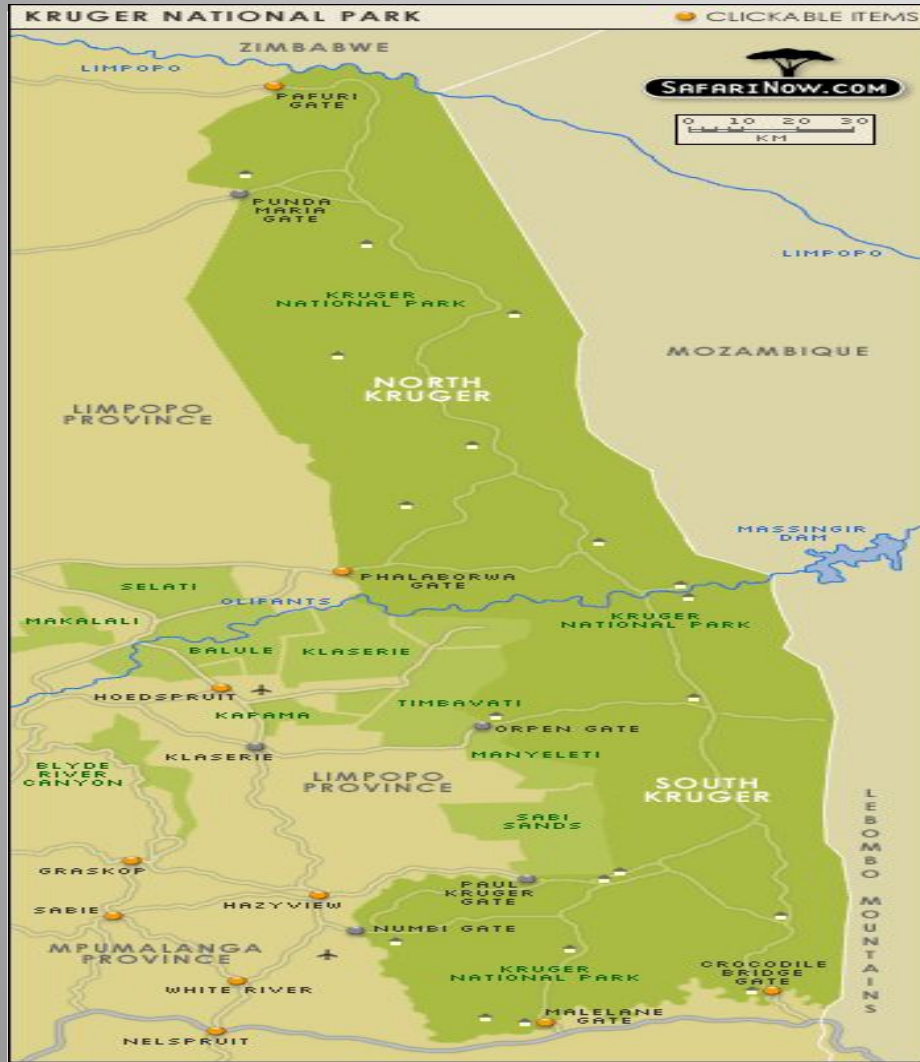 KRUGER NATIONAL PARK
CLICKABLE ITEMS
ZIMBABWE
LIMPOPO
SAFARINOW.COM
0 10 20 30
KM
PAFURI
GATE
PUNDA
MARIA
GATE
LIMPOPO
KRUGER
NATIONAL PARK
MOZAMBIQUE
NORTH
KRUGER
LIMPOPO
PROVINCE
MASSINGIR
DAM
PHALABORWA
GATE
SELATI
OLIFANTS
MAKALALI
KRUGER
NATIONAL PARK
BALULE
KLASERIE
HOEDSPRUIT
TIMBAVATI
KAPAMA
ORPEN GATE
KLASERIE
MANYELETI
BLYDE
RIVER
CANYON
LIMPOPO
PROVINCE
SOUTH
KRUGER
SABI
SANDS
LEBOMBO MOUNTAINS
GRASKOP
PAUL
KRUGER
GATE
HAZYVIEW
SABIE
NUMBI GATE
MPUMALANGA
PROVINCE
KRUGER
NATIONAL PARK
CROCODILE
BRIDGE
GATE
WHITE RIVER
MALELANE
GATE
NELSPRUIT